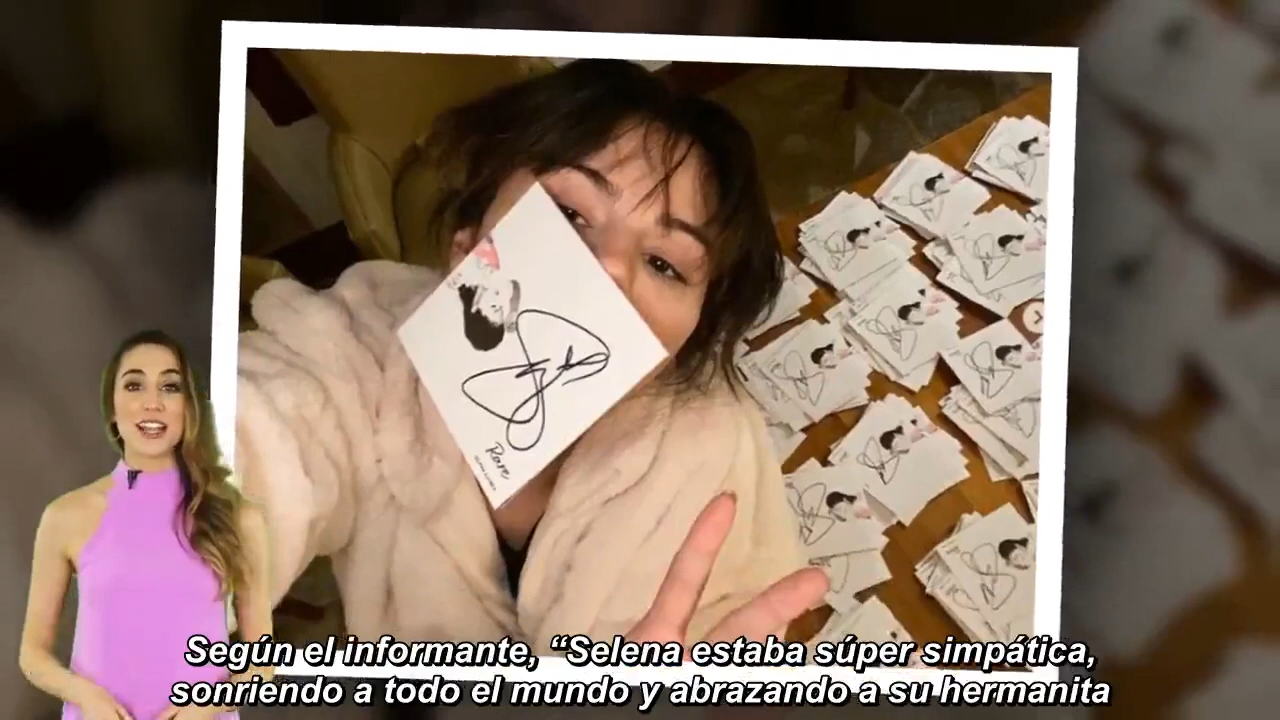 Rare
Según el informante, “Selena estaba súper simpática,
sonriendo a todo el mundo y abrazando a su hermanita